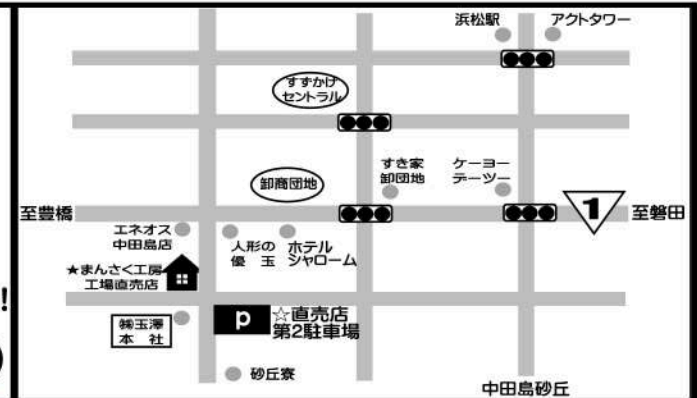 浜松駅
アクトタワー
すずかけ
セントラル
すき家
卸団地
ケーヨー
デーツー
卸商団地
至豊橋
1
至磐田
エネオス
中田島店
人形の
優玉
ホテル
シャローム
★まんさく工房
工場直売店
!
P
☆直売店
第2駐車場
㈱玉澤
本社
砂丘寮
中田島砂丘